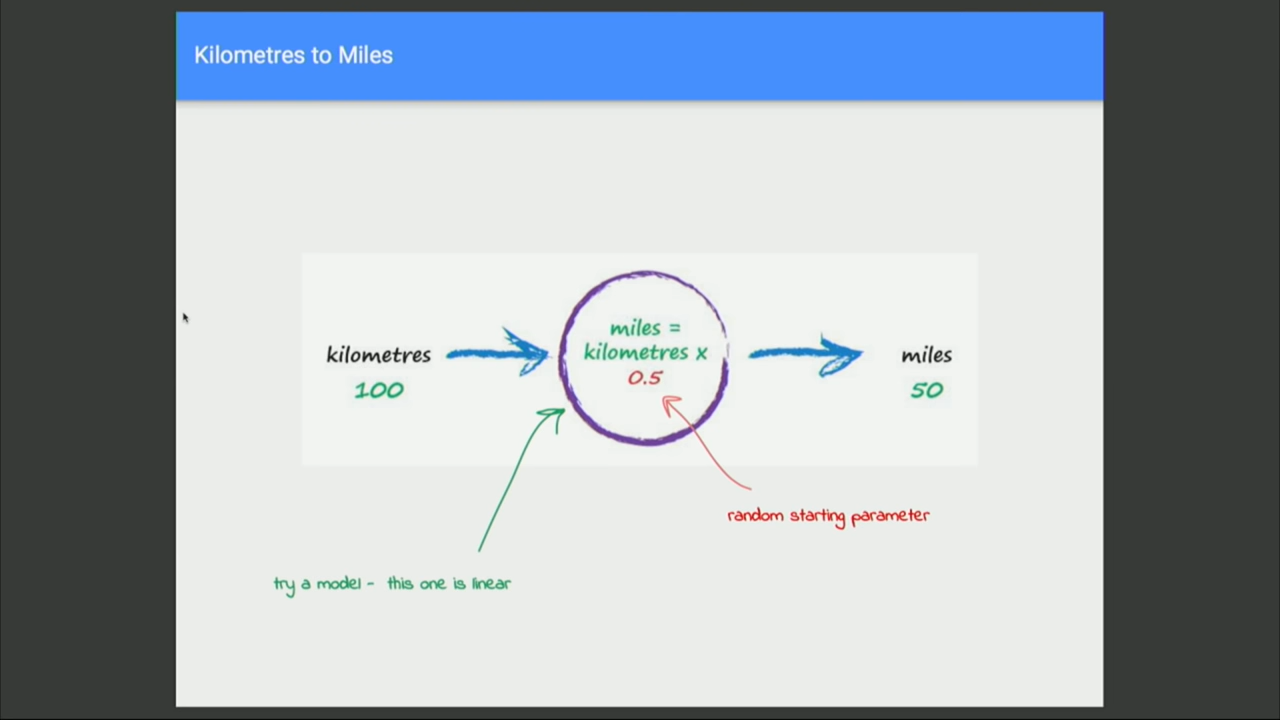 Kilometres to Miles
kilometres
100
miles =
kilometres x
0.5
miles
50
random starting parameter
try a model - this one is linear